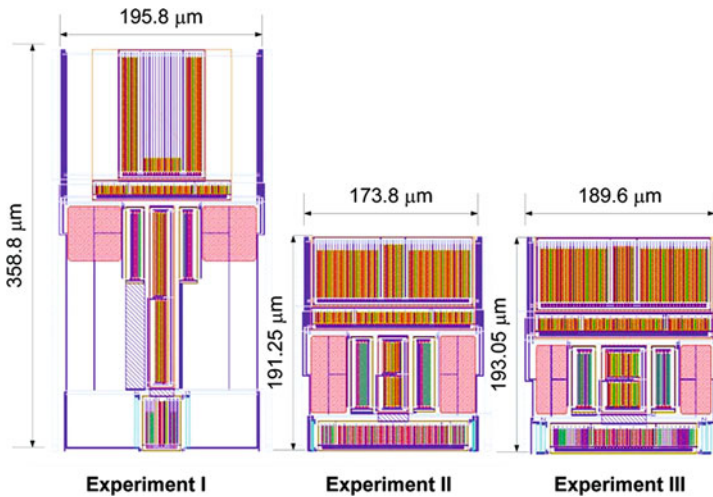 195.8 μm
358.8 μm
173.8 μm
191.25 μm
189.6 μm
193.05 μm
Experiment I
Experiment II
Experiment III